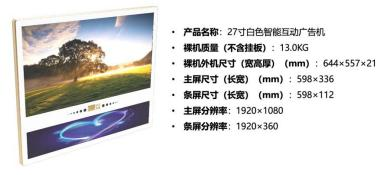 • 产品名称：27寸白色智能互动广告机
• 裸机质量（不含挂板）：13.0KG
• 裸机外机尺寸（宽高厚）（mm）：644×557×21
• 主屏尺寸（长宽）（mm）：598×336
• 条屏尺寸（长宽）（mm）：598×112
• 主屏分辨率：1920×1080
• 条屏分辨率：1920×360